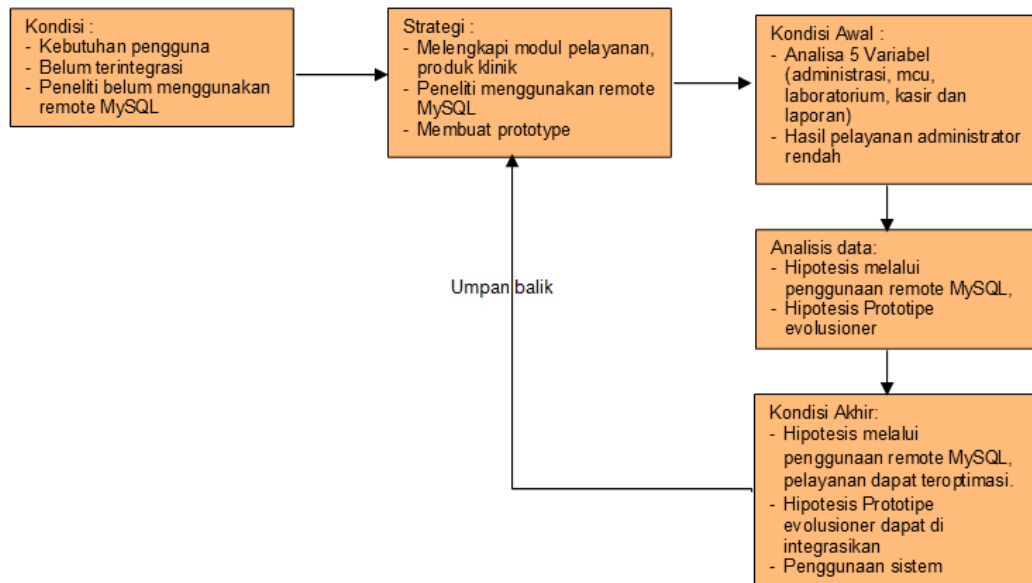 Kondisi :
- Kebutuhan pengguna
- Belum terintegrasi
- Peneliti belum menggunakan
remote MySQL
Strategi :
- Melengkapi modul pelayanan,
produk klinik
- Peneliti menggunakan remote
MySQL
- Membuat prototype
Kondisi Awal :
- Analisa 5 Variabel
(administrasi, mcu,
laboratorium, kasir dan
laporan)
- Hasil pelayanan administrator
rendah
Analisis data:
- Hipotesis melalui
penggunaan remote MySQL,
- Hipotesis Prototipe
evolusioner
Umpan balik
Kondisi Akhir:
- Hipotesis melalui
penggunaan remote MySQL,
pelayanan dapat teroptimasi.
- Hipotesis Prototipe
evolusioner dapat di
integrasikan
- Penggunaan sistem